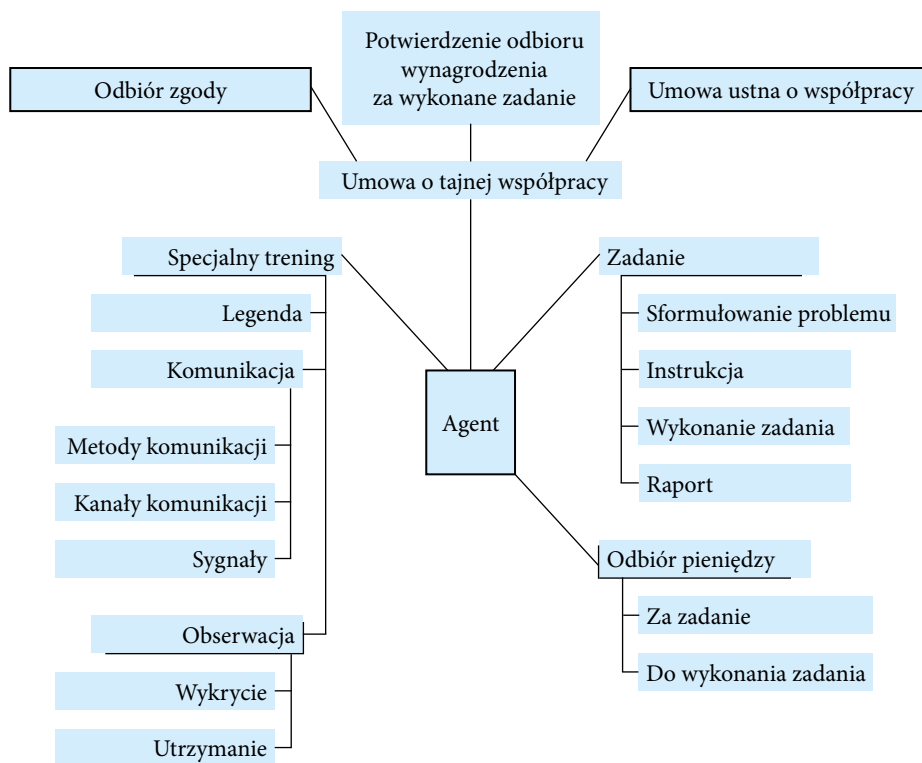 Potwierdzenie odbioru
wynagrodzenia
za wykonane zadanie
Odbiór zgody
Umowa ustna o współpracy
Umowa o tajnej współpracy
Specjalny trening
Legenda
Komunikacja
Metody komunikacji
Kanały komunikacji
Sygnały
Obserwacja
Wykrycie
Utrzymanie
Agent
Zadanie
Sformułowanie problemu
Instrukcja
Wykonanie zadania
Raport
Odbiór pieniędzy
Za zadanie
Do wykonania zadania